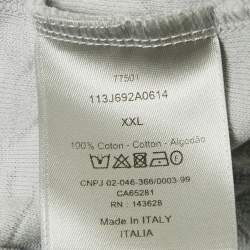 77501
113J692A0614
XXL
100% Coton - Cotton - Algodão
CNPJ 02-046-366/0003-99
CA65281
RN : 143628
Made in ITALY
ITALIA